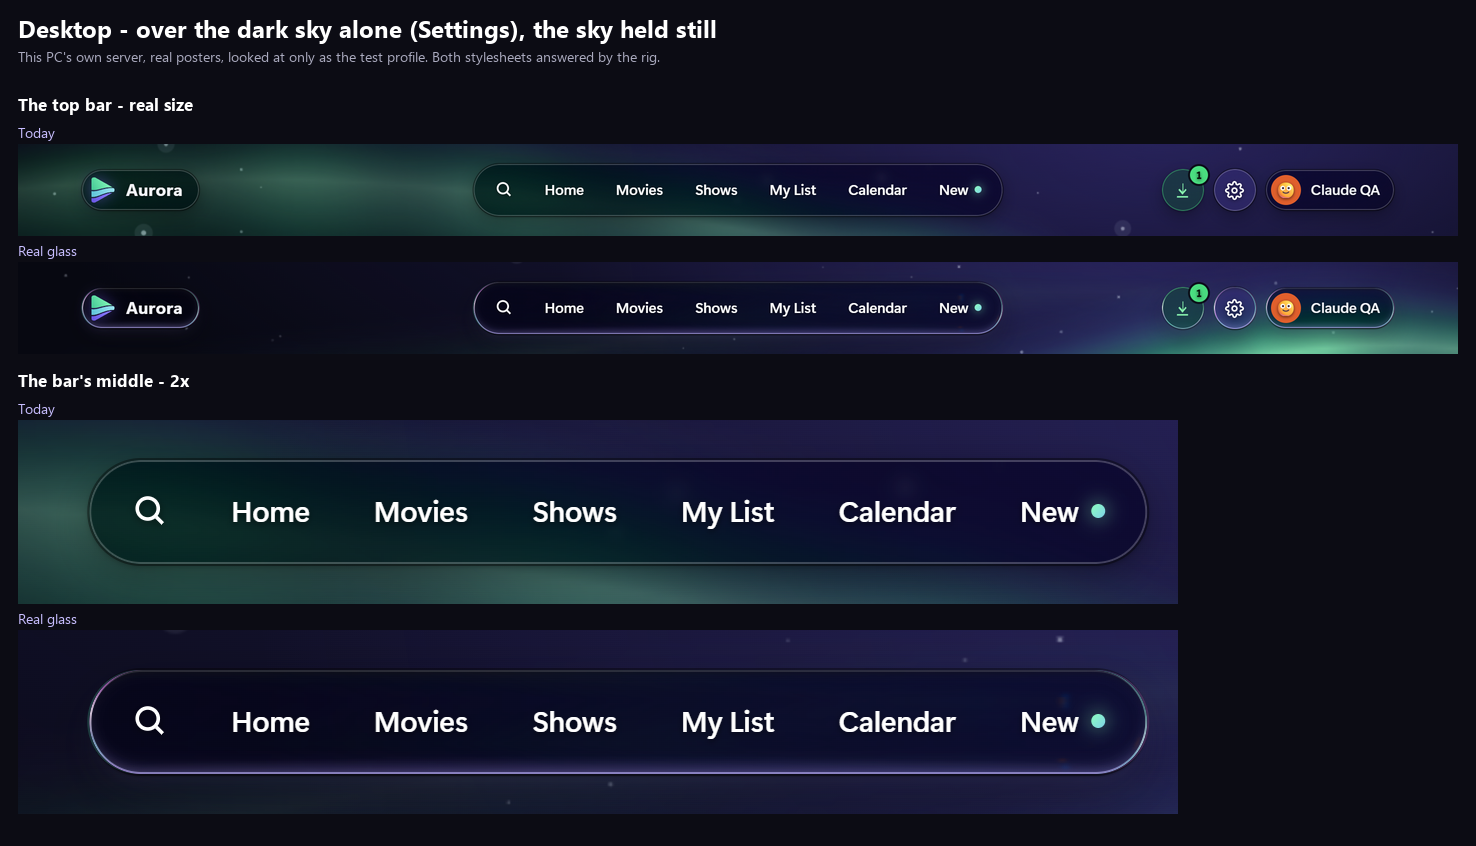 Desktop - over the dark sky alone (Settings), the sky held still
This PC's own server, real posters, looked at only as the test profile. Both stylesheets answered by the rig.
The top bar - real size
Today
Aurora Home Movies Shows My List Calendar New 1 Claude QA
Real glass
Aurora Home Movies Shows My List Calendar New 1 Claude QA
The bar's middle - 2x
Today
Home Movies Shows My List Calendar New
Real glass
Home Movies Shows My List Calendar New